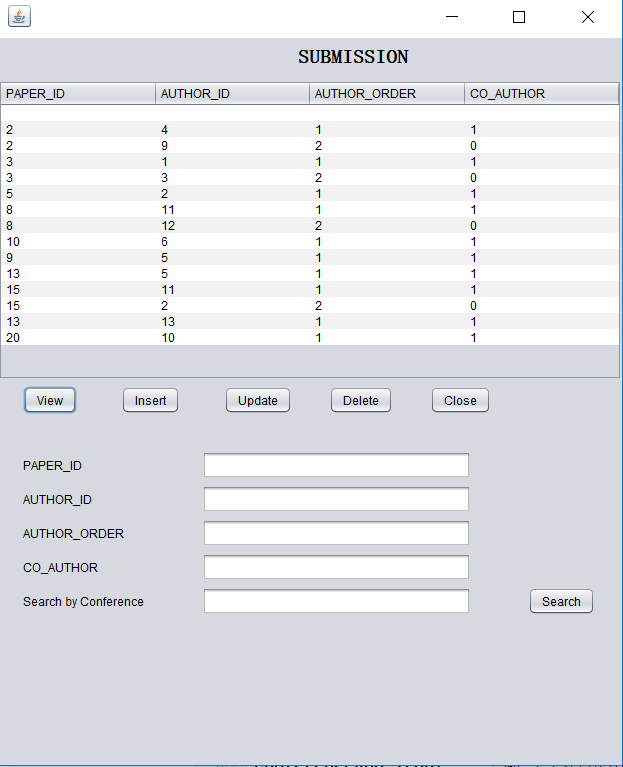 SUBMISSION
PAPER_ID AUTHOR_ID AUTHOR_ORDER CO_AUTHOR
2 4 1 1
2 9 2 0
3 1 1 1
3 3 2 0
5 2 1 1
8 11 1 1
8 12 2 0
10 6 1 1
9 5 1 1
13 5 1 1
15 11 1 1
15 2 2 0
13 13 1 1
20 10 1 1
View Insert Update Delete Close
PAPER_ID
AUTHOR_ID
AUTHOR_ORDER
CO_AUTHOR
Search by Conference Search